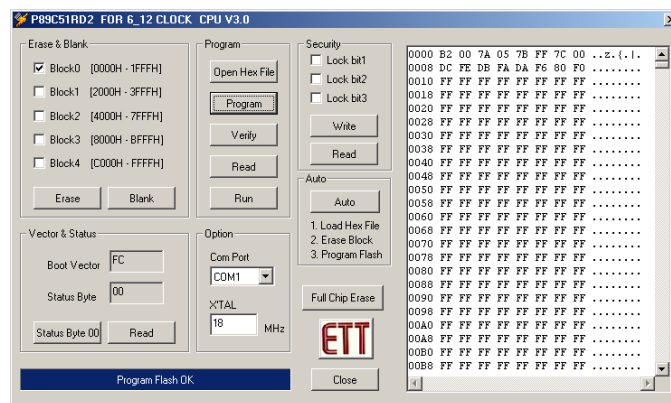 P89C51RD2 FOR 6_12 CLOCK CPU V3.0
Erase & Blank
Block0 [0000H - 1FFFH]
Block1 [2000H - 3FFFH]
Block2 [4000H - 7FFFH]
Block3 [8000H - BFFFH]
Block4 [C000H - FFFFH]
Erase Blank
Vector & Status
Boot Vector FC
Status Byte 00
Status Byte 00 Read
Program Flash OK
Program
Open Hex File
Program
Verify
Read
Run
Option
Com Port
COM1
X'TAL
18 MHz
Security
Lock bit1
Lock bit2
Lock bit3
Write
Read
Auto
Auto
1. Load Hex File
2. Erase Block
3. Program Flash
Full Chip Erase
ETT
Close
0000 B2 00 7A 05 7B FF 7C 00 ..z.{.|.
0008 DC FE DB FA DA F6 80 F0 ........
0010 FF FF FF FF FF FF FF FF ........
0018 FF FF FF FF FF FF FF FF ........
0020 FF FF FF FF FF FF FF FF ........
0028 FF FF FF FF FF FF FF FF ........
0030 FF FF FF FF FF FF FF FF ........
0038 FF FF FF FF FF FF FF FF ........
0040 FF FF FF FF FF FF FF FF ........
0048 FF FF FF FF FF FF FF FF ........
0050 FF FF FF FF FF FF FF FF ........
0058 FF FF FF FF FF FF FF FF ........
0060 FF FF FF FF FF FF FF FF ........
0068 FF FF FF FF FF FF FF FF ........
0070 FF FF FF FF FF FF FF FF ........
0078 FF FF FF FF FF FF FF FF ........
0080 FF FF FF FF FF FF FF FF ........
0088 FF FF FF FF FF FF FF FF ........
0090 FF FF FF FF FF FF FF FF ........
0098 FF FF FF FF FF FF FF FF ........
00A0 FF FF FF FF FF FF FF FF ........
00A8 FF FF FF FF FF FF FF FF ........
00B0 FF FF FF FF FF FF FF FF ........
00B8 FF FF FF FF FF FF FF FF ........